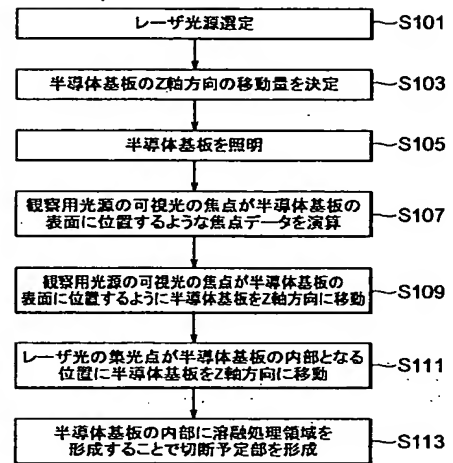 レーザ光源選定
S101
半導体基板のZ軸方向の移動量を決定
S103
半導体基板を照明
S105
観察用光源の可視光の焦点が半導体基板の
表面に位置するような焦点データを演算
S107
観察用光源の可視光の焦点が半導体基板の
表面に位置するように半導体基板をZ軸方向に移動
S109
レーザ光の集光点が半導体基板の内部となる
位置に半導体基板をZ軸方向に移動
S111
半導体基板の内部に溶融処理領域を
形成することで切断予定部を形成
S113